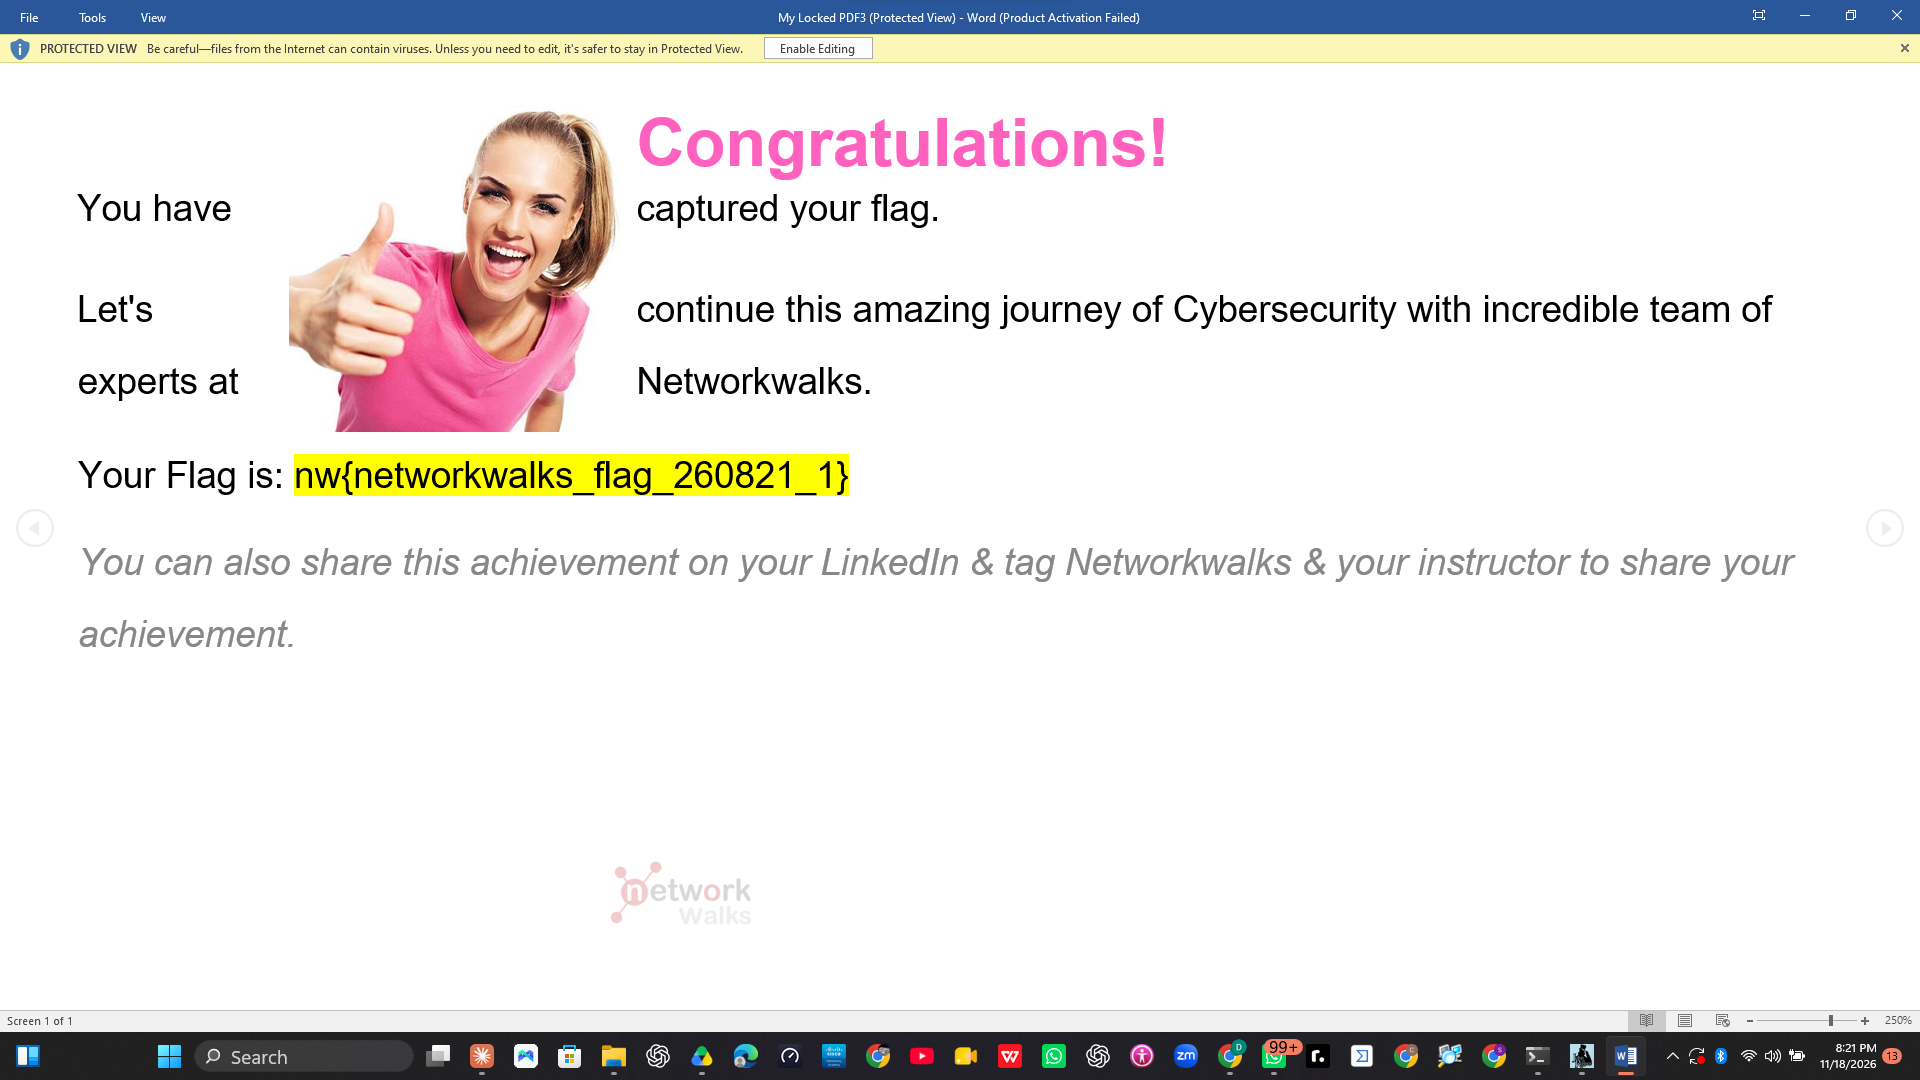 File Tools View My Locked PDF3 (Protected View) - Word (Product Activation Failed)
PROTECTED VIEW Be careful—files from the Internet can contain viruses. Unless you need to edit, it's safer to stay in Protected View. Enable Editing
Congratulations!
You have captured your flag.
Let's continue this amazing journey of Cybersecurity with incredible team of
experts at Networkwalks.
Your Flag is: nw{networkwalks_flag_260821_1}
You can also share this achievement on your LinkedIn & tag Networkwalks & your instructor to share your
achievement.
network
Walks
Screen 1 of 1 250%
Search 99+ zm D 8:21 PM 13
11/18/2026